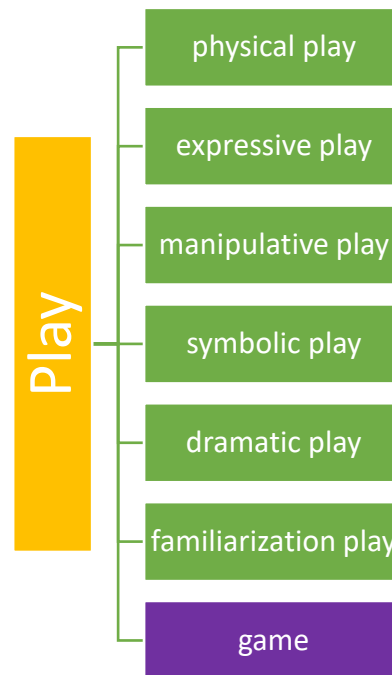 Play
physical play
expressive play
manipulative play
symbolic play
dramatic play
familiarization play
game